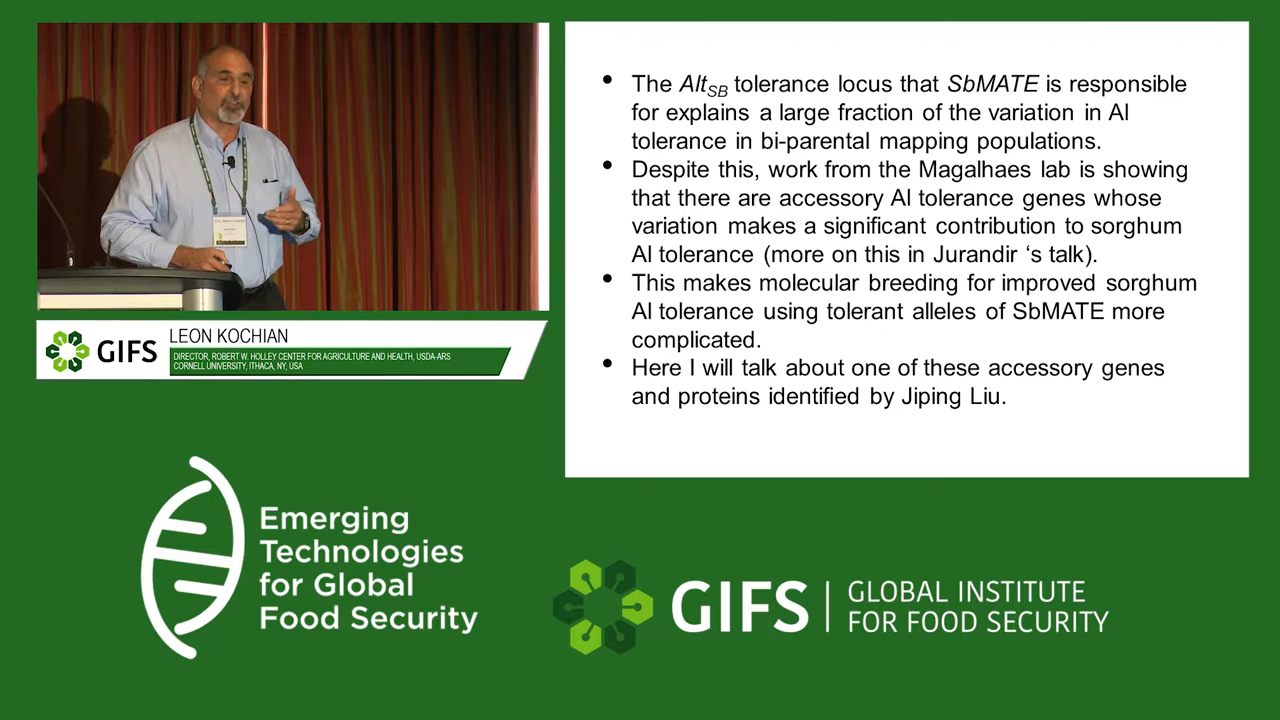 • The AltSB tolerance locus that SbMATE is responsible
for explains a large fraction of the variation in Al
tolerance in bi-parental mapping populations.
• Despite this, work from the Magalhaes lab is showing
that there are accessory Al tolerance genes whose
variation makes a significant contribution to sorghum
Al tolerance (more on this in Jurandir ‘s talk).
• This makes molecular breeding for improved sorghum
Al tolerance using tolerant alleles of SbMATE more
complicated.
• Here I will talk about one of these accessory genes
and proteins identified by Jiping Liu.
GIFS
LEON KOCHIAN
DIRECTOR, ROBERT W. HOLLEY CENTER FOR AGRICULTURE AND HEALTH, USDA-ARS
CORNELL UNIVERSITY, ITHACA, NY, USA
Emerging
Technologies
for Global
Food Security
GIFS
GLOBAL INSTITUTE
FOR FOOD SECURITY